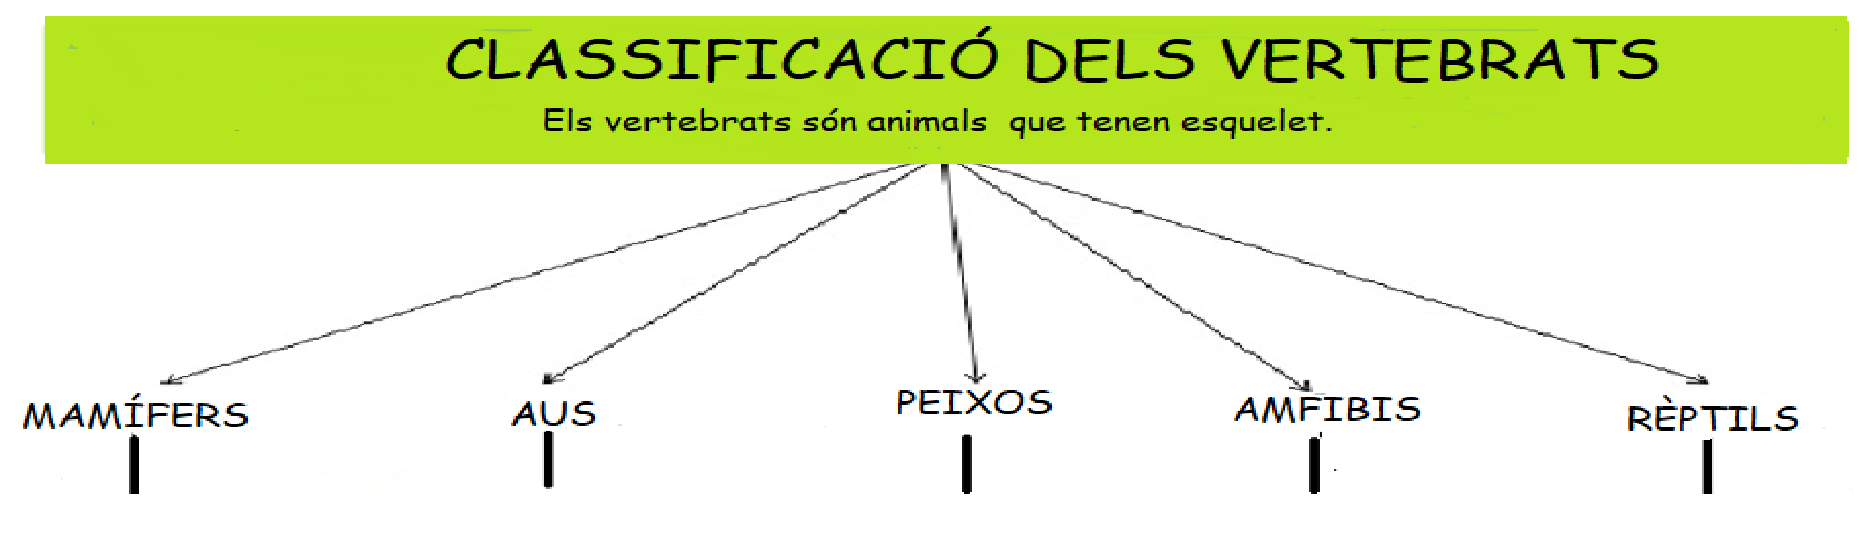 CLASSIFICACIÓ DELS VERTEBRATS
Els vertebrats són animals que tenen esquelet.
MAMÍFERS
AUS
PEIXOS
AMFIBIS
RÈPTILS